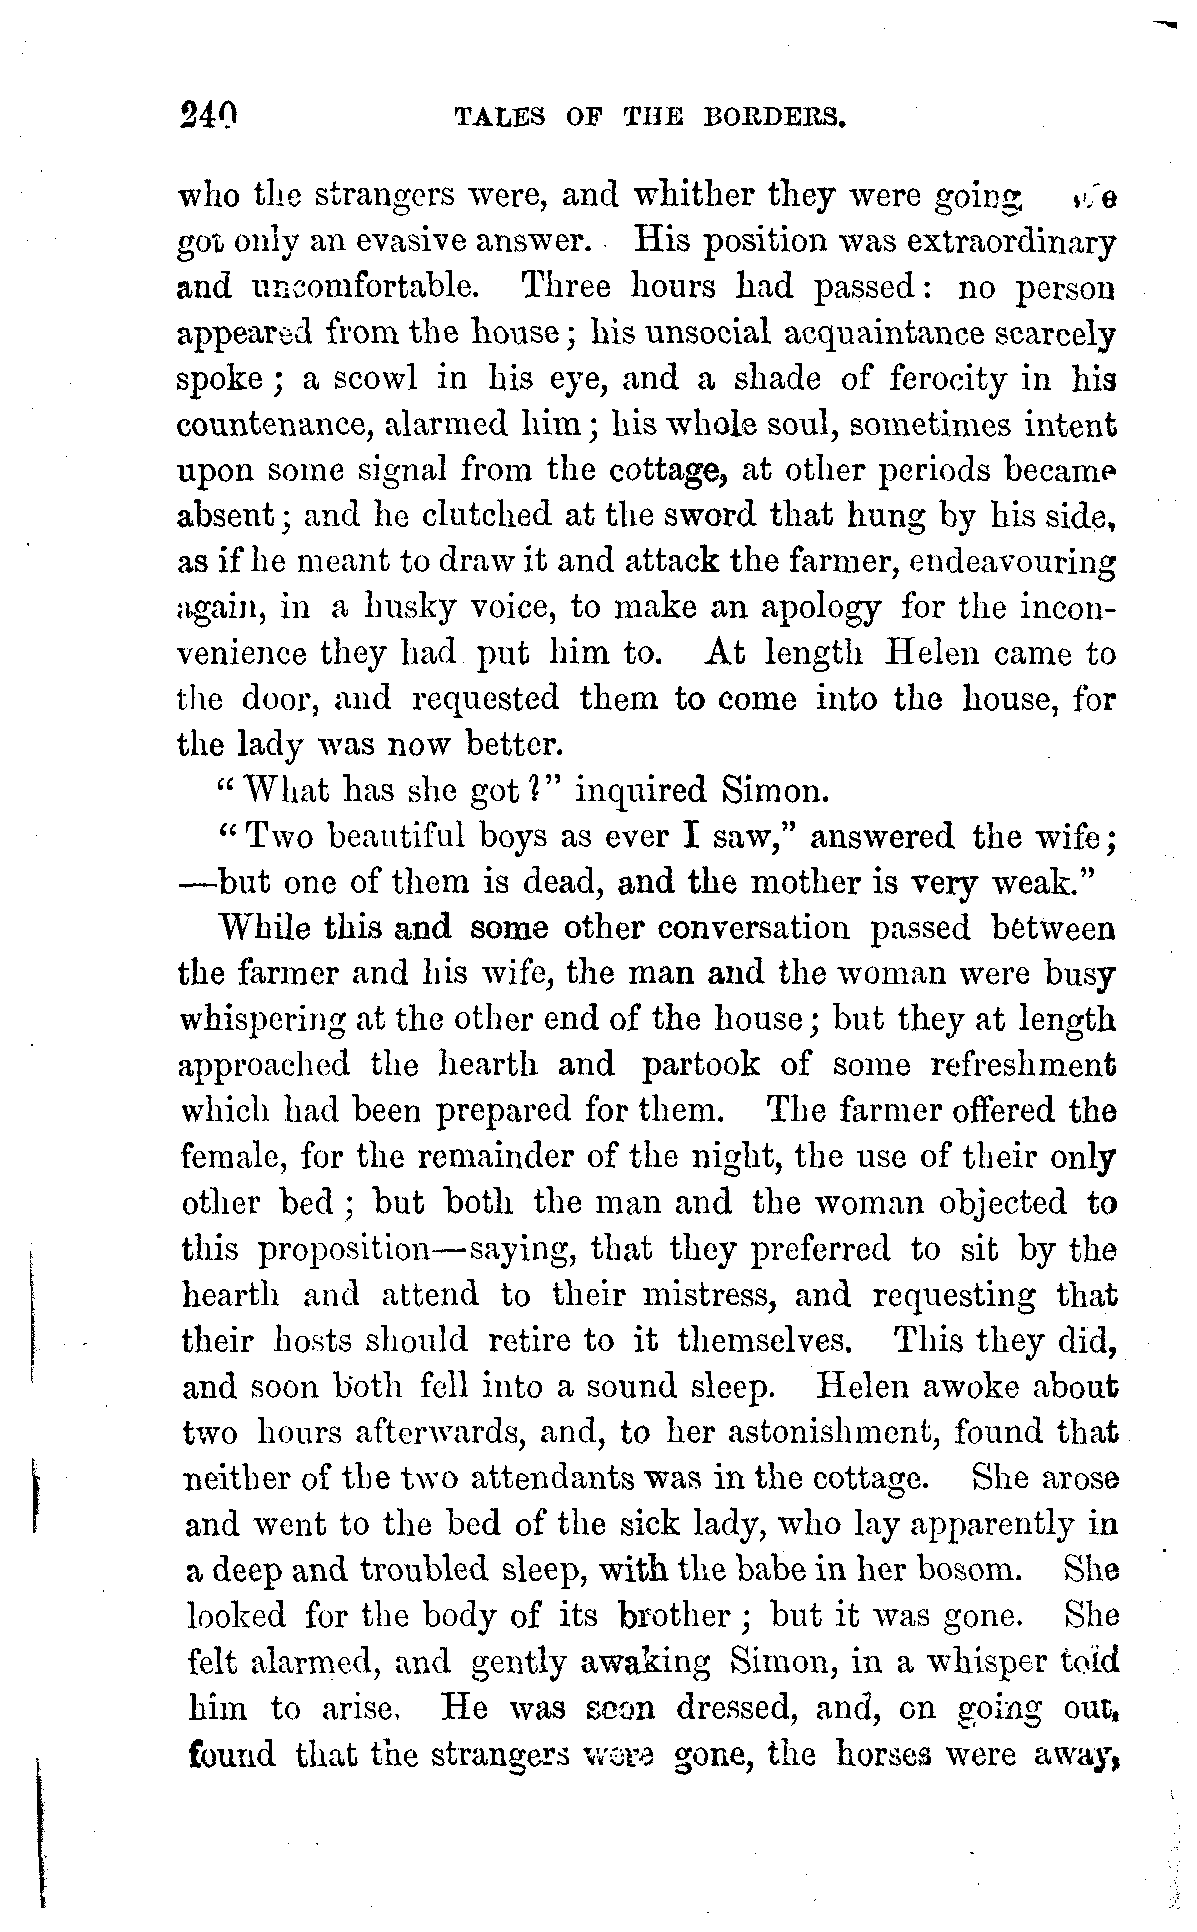 240 TALES OF THE BORDERS.
who the strangers were, and whither they were going
got only an evasive answer. His position was extraordinary
and uncomfortable. Three hours had passed: no person
appeared from the house; his unsocial acquaintance scarcely
spoke; a scowl in his eye, and a shade of ferocity in his
countenance, alarmed him; his whole soul, sometimes intent
upon some signal from the cottage, at other periods became
absent; and he clutched at the sword that hung by his side,
as if he meant to draw it and attack the farmer, endeavouring
again, in a husky voice, to make an apology for the incon-
venience they had put him to. At length Helen came to
the door, and requested them to come into the house, for
the lady was now better.
"What has she got?" inquired Simon.
"Two beautiful boys as ever I saw," answered the wife;
—but one of them is dead, and the mother is very weak."
While this and some other conversation passed between
the farmer and his wife, the man and the woman were busy
whispering at the other end of the house; but they at length
approached the hearth and partook of some refreshment
which had been prepared for them. The farmer offered the
female, for the remainder of the night, the use of their only
other bed; but both the man and the woman objected to
this proposition—saying, that they preferred to sit by the
hearth and attend to their mistress, and requesting that
their hosts should retire to it themselves. This they did,
and soon both fell into a sound sleep. Helen awoke about
two hours afterwards, and, to her astonishment, found that
neither of the two attendants was in the cottage. She arose
and went to the bed of the sick lady, who lay apparently in
a deep and troubled sleep, with the babe in her bosom. She
looked for the body of its brother; but it was gone. She
felt alarmed, and gently awaking Simon, in a whisper told
him to arise. He was soon dressed, and, on going out,
found that the strangers were gone, the horses were away,